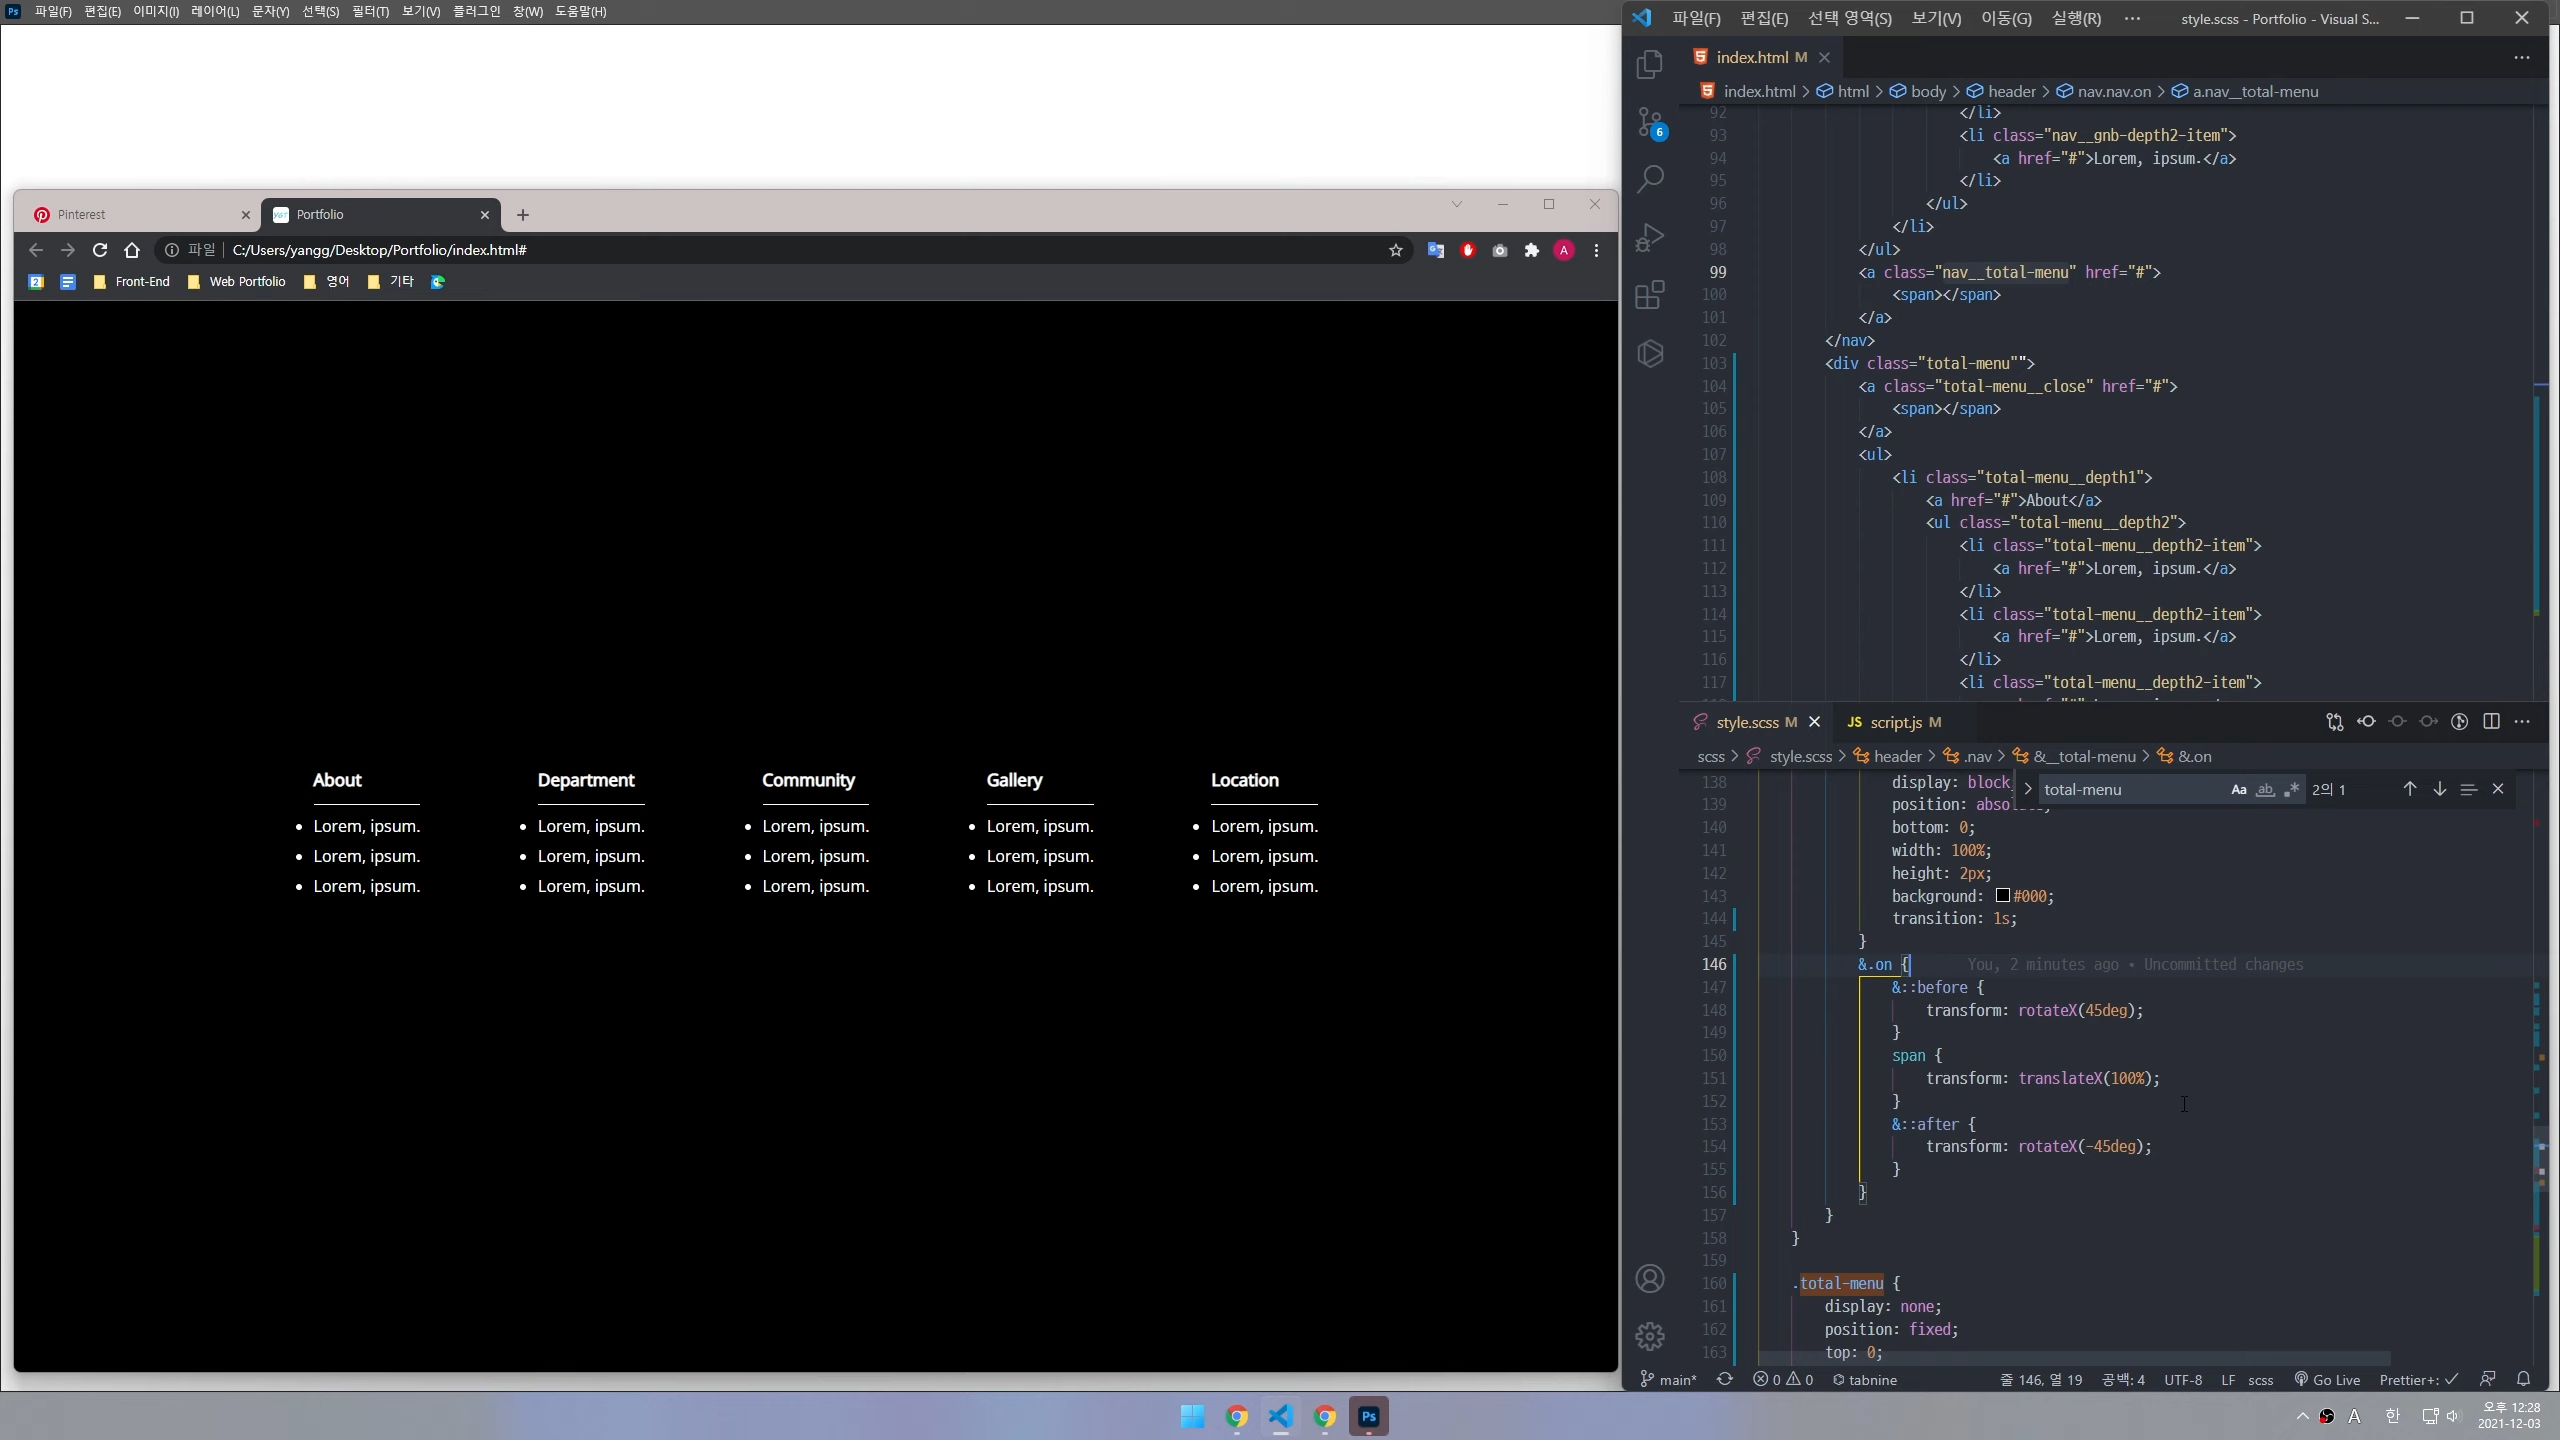 Ps 파일(F) 편집(E) 이미지(I) 레이어(L) 문자(Y) 선택(S) 필터(T) 보기(V) 플러그인 창(W) 도움말(H)
Pinterest
Portfolio
파일 C:/Users/yangg/Desktop/Portfolio/index.html#
A
2 Front-End Web Portfolio 영어 기타
About Department Community Gallery Location
Lorem, ipsum. Lorem, ipsum. Lorem, ipsum. Lorem, ipsum. Lorem, ipsum.
Lorem, ipsum. Lorem, ipsum. Lorem, ipsum. Lorem, ipsum. Lorem, ipsum.
Lorem, ipsum. Lorem, ipsum. Lorem, ipsum. Lorem, ipsum. Lorem, ipsum.
파일(F) 편집(E) 선택 영역(S) 보기(V) 이동(G) 실행(R) ··· style.scss - Portfolio - Visual S...
index.html M
index.html > html > body > header > nav.nav.on > a.nav__total-menu
6
92 </li>
93 <li class="nav__gnb-depth2-item">
94 <a href="#">Lorem, ipsum.</a>
95 </li>
96 </ul>
97 </li>
98 </ul>
99 <a class="nav__total-menu" href="#">
100 <span></span>
101 </a>
102 </nav>
103 <div class="total-menu"">
104 <a class="total-menu__close" href="#">
105 <span></span>
106 </a>
107 <ul>
108 <li class="total-menu__depth1">
109 <a href="#">About</a>
110 <ul class="total-menu__depth2">
111 <li class="total-menu__depth2-item">
112 <a href="#">Lorem, ipsum.</a>
113 </li>
114 <li class="total-menu__depth2-item">
115 <a href="#">Lorem, ipsum.</a>
116 </li>
117 <li class="total-menu__depth2-item">
style.scss M JS script.js M
scss > style.scss > header > .nav > &__total-menu > &.on
total-menu Aa ab 2의 1
138 display: block
139 position: absolute;
140 bottom: 0;
141 width: 100%;
142 height: 2px;
143 background: #000;
144 transition: 1s;
145 }
146 &.on { You, 2 minutes ago • Uncommitted changes
147 &::before {
148 transform: rotateX(45deg);
149 }
150 span {
151 transform: translateX(100%);
152 }
153 &::after {
154 transform: rotateX(-45deg);
155 }
156 }
157 }
158 }
159
160 .total-menu {
161 display: none;
162 position: fixed;
163 top: 0;
main* 0 0 tabnine 줄 146, 열 19 공백: 4 UTF-8 LF scss Go Live Prettier+: ✓
Ps
A 한 오후 12:28
2021-12-03